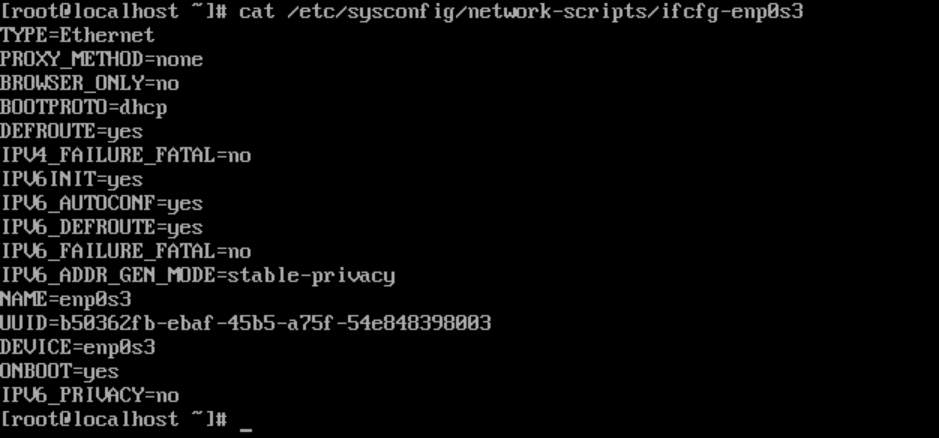 [root@localhost ~]# cat /etc/sysconfig/network-scripts/ifcfg-enp0s3
TYPE=Ethernet
PROXY_METHOD=none
BROWSER_ONLY=no
BOOTPROTO=dhcp
DEFROUTE=yes
IPV4_FAILURE_FATAL=no
IPV6INIT=yes
IPV6_AUTOCONF=yes
IPV6_DEFROUTE=yes
IPV6_FAILURE_FATAL=no
IPV6_ADDR_GEN_MODE=stable-privacy
NAME=enp0s3
UUID=b50362fb-ebaf-45b5-a75f-54e848398003
DEVICE=enp0s3
ONBOOT=yes
IPV6_PRIVACY=no
[root@localhost ~]# _